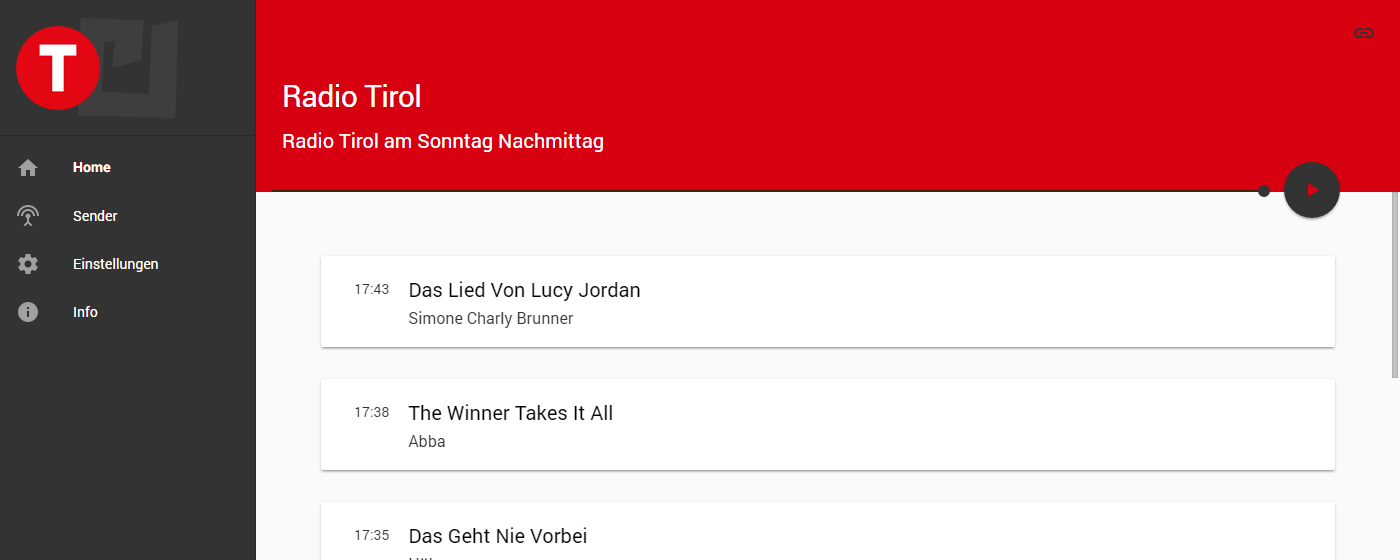 T
Home
Sender
Einstellungen
Info
Radio Tirol
Radio Tirol am Sonntag Nachmittag
17:43 Das Lied Von Lucy Jordan
Simone Charly Brunner
17:38 The Winner Takes It All
Abba
17:35 Das Geht Nie Vorbei